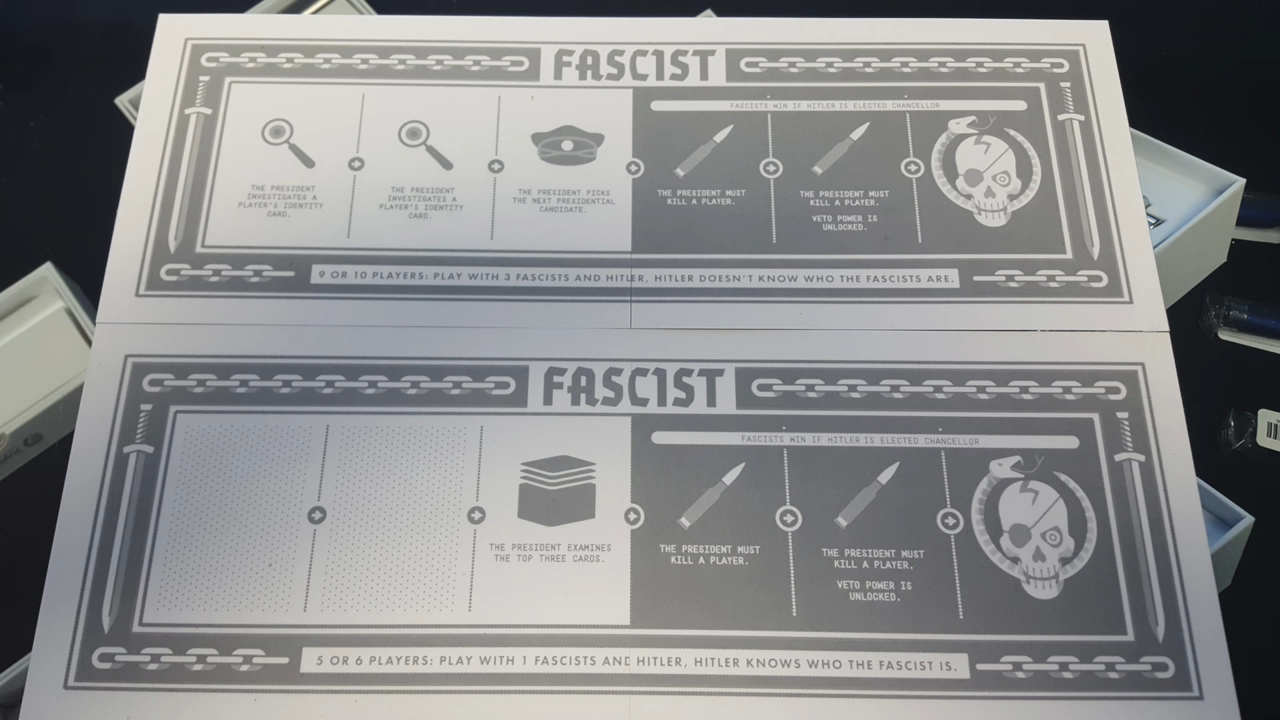 FASCIST
FASCISTS WIN IF HITLER IS ELECTED CHANCELLOR
THE PRESIDENT
INVESTIGATES A
PLAYER'S IDENTITY
CARD.
THE PRESIDENT
INVESTIGATES A
PLAYER'S IDENTITY
CARD.
THE PRESIDENT PICKS
THE NEXT PRESIDENTIAL
CANDIDATE.
THE PRESIDENT MUST
KILL A PLAYER.
THE PRESIDENT MUST
KILL A PLAYER.
VETO POWER IS
UNLOCKED.
9 OR 10 PLAYERS: PLAY WITH 3 FASCISTS AND HITLER, HITLER DOESN'T KNOW WHO THE FASCISTS ARE.
FASCIST
FASCISTS WIN IF HITLER IS ELECTED CHANCELLOR
THE PRESIDENT EXAMINES
THE TOP THREE CARDS.
THE PRESIDENT MUST
KILL A PLAYER.
THE PRESIDENT MUST
KILL A PLAYER.
VETO POWER IS
UNLOCKED.
5 OR 6 PLAYERS: PLAY WITH 1 FASCISTS AND HITLER, HITLER KNOWS WHO THE FASCIST IS.